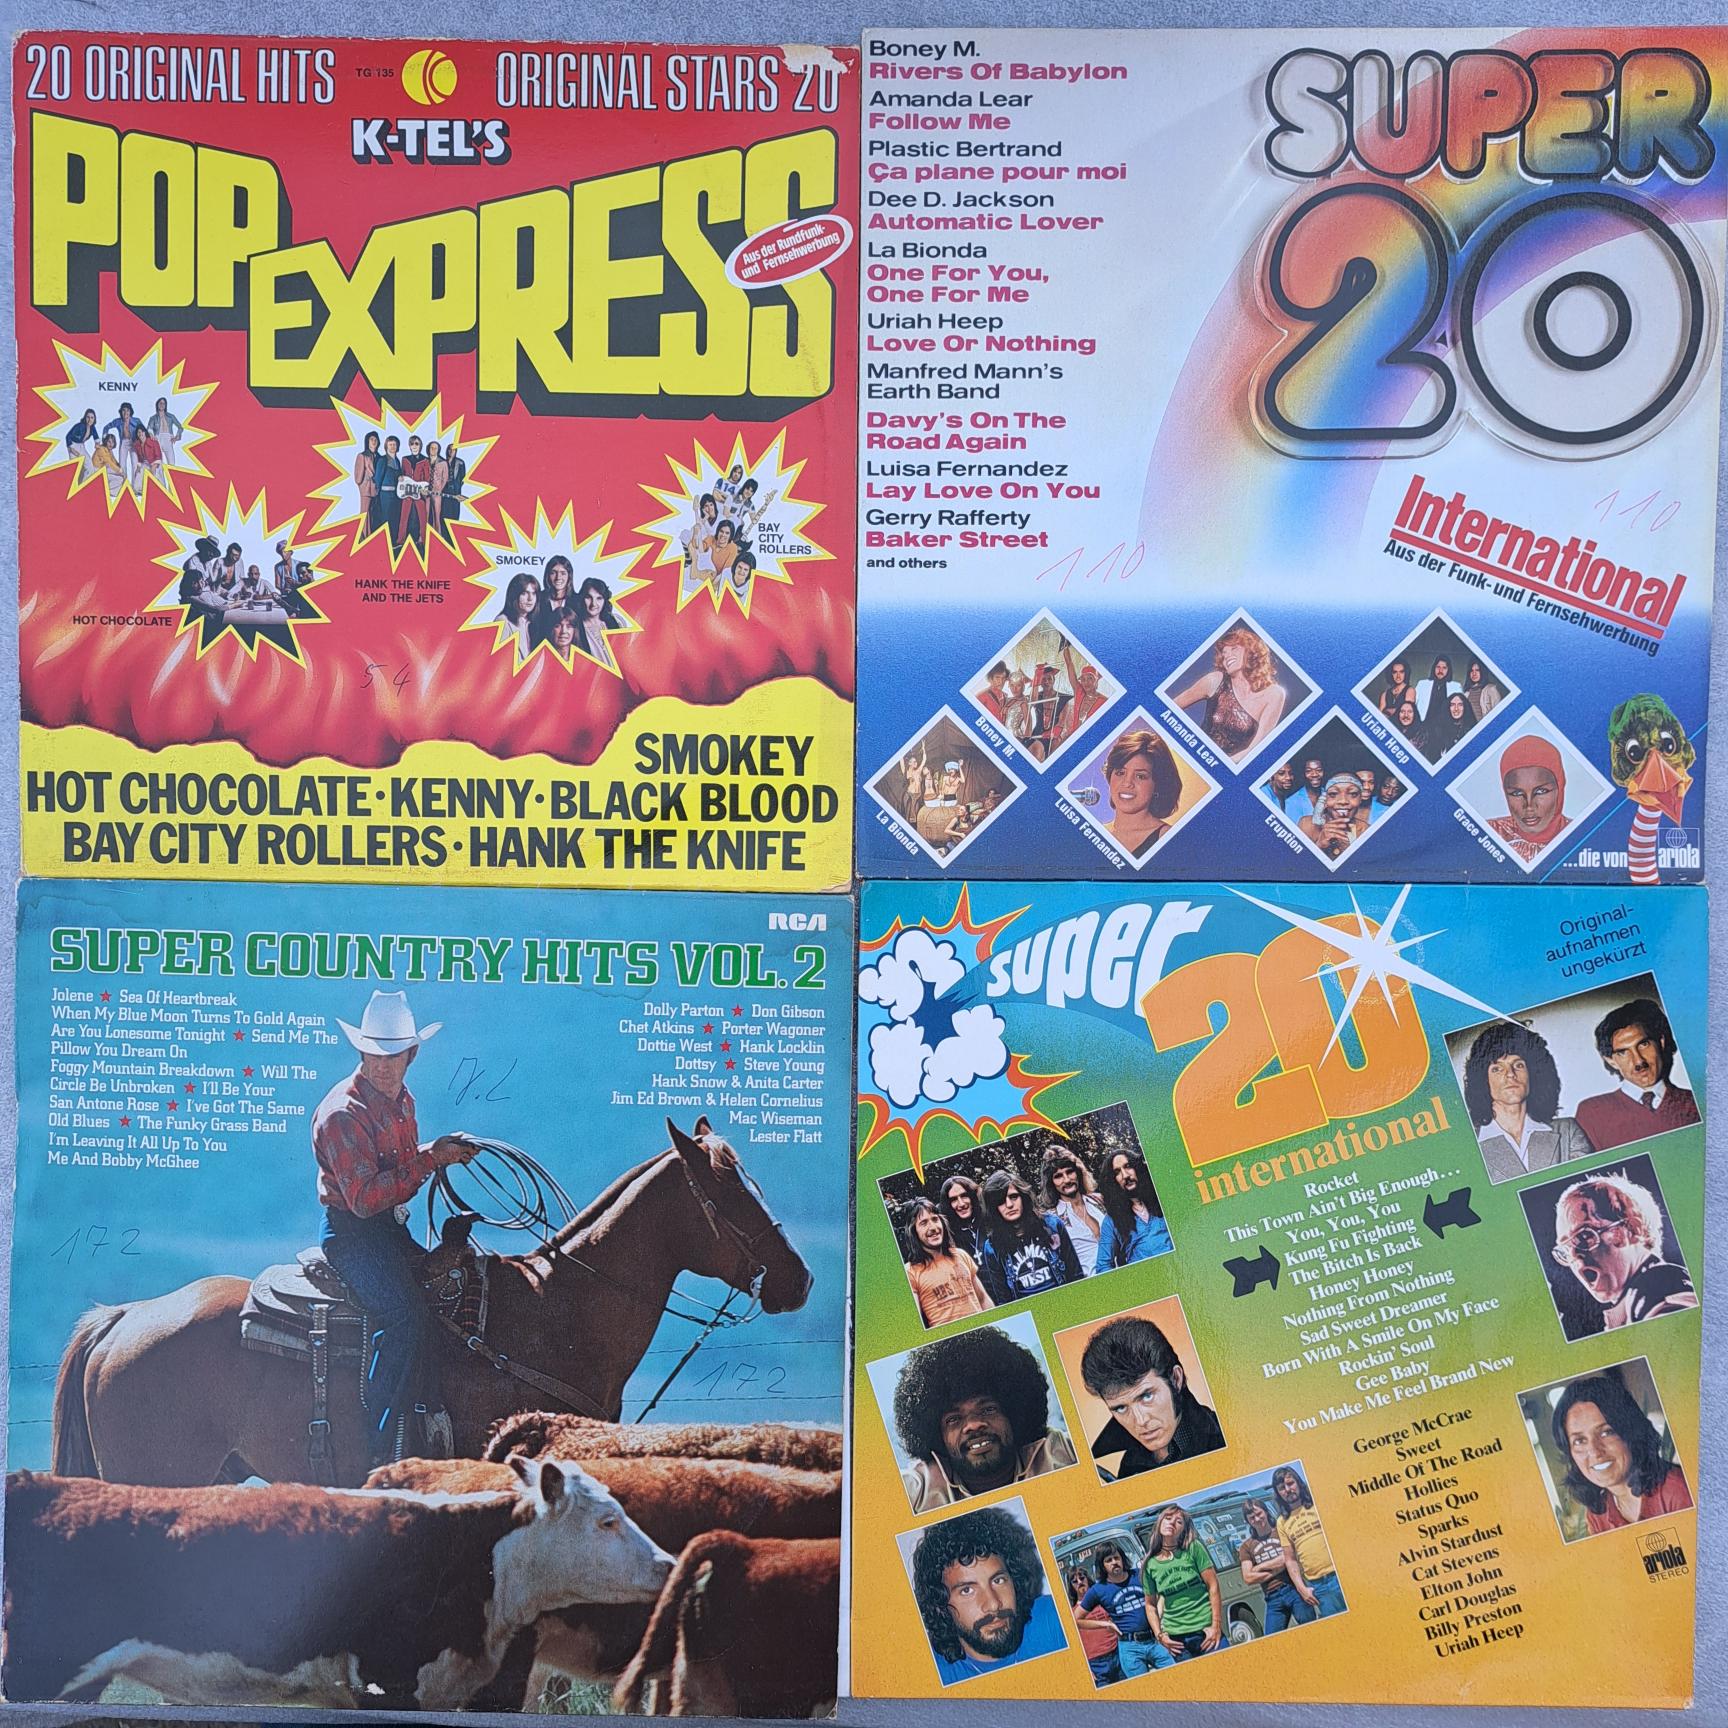 20 ORIGINAL HITS
TG 135
ORIGINAL STARS 20
K-TEL'S
POP EXPRESS
Aus der Rundfunk-
und Fernsehwerbung
KENNY
HANK THE KNIFE
AND THE JETS
HOT CHOCOLATE
SMOKEY
BAY
CITY
ROLLERS
54
SMOKEY
HOT CHOCOLATE·KENNY·BLACK BLOOD
BAY CITY ROLLERS·HANK THE KNIFE
Boney M.
Rivers Of Babylon
Amanda Lear
Follow Me
Plastic Bertrand
Ça plane pour moi
Dee D. Jackson
Automatic Lover
La Bionda
One For You,
One For Me
Uriah Heep
Love Or Nothing
Manfred Mann's
Earth Band
Davy's On The
Road Again
Luisa Fernandez
Lay Love On You
Gerry Rafferty
Baker Street
and others
SUPER
20
International
Aus der Funk- und Fernsehwerbung
110
110
Boney M.
Amanda Lear
Uriah Heep
La Bionda
Luisa Fernandez
Eruption
Grace Jones
...die von ariola
RCA
SUPER COUNTRY HITS VOL.2
Jolene ★ Sea Of Heartbreak
When My Blue Moon Turns To Gold Again
Are You Lonesome Tonight ★ Send Me The
Pillow You Dream On
Foggy Mountain Breakdown ★ Will The
Circle Be Unbroken ★ I'll Be Your
San Antone Rose ★ I've Got The Same
Old Blues ★ The Funky Grass Band
I'm Leaving It All Up To You
Me And Bobby McGhee
Dolly Parton ★ Don Gibson
Chet Atkins ★ Porter Wagoner
Dottie West ★ Hank Locklin
Dottsy ★ Steve Young
Hank Snow & Anita Carter
Jim Ed Brown & Helen Cornelius
Mac Wiseman
Lester Flatt
172
172
super
20
international
Original-
aufnahmen
ungekürzt
Rocket
This Town Ain't Big Enough...
You, You, You
Kung Fu Fighting
The Bitch Is Back
Honey Honey
Nothing From Nothing
Sad Sweet Dreamer
Born With A Smile On My Face
Rockin' Soul
Gee Baby
You Make Me Feel Brand New
George McCrae
Sweet
Middle Of The Road
Hollies
Status Quo
Sparks
Alvin Stardust
Cat Stevens
Elton John
Carl Douglas
Billy Preston
Uriah Heep
WEST
ariola
STEREO